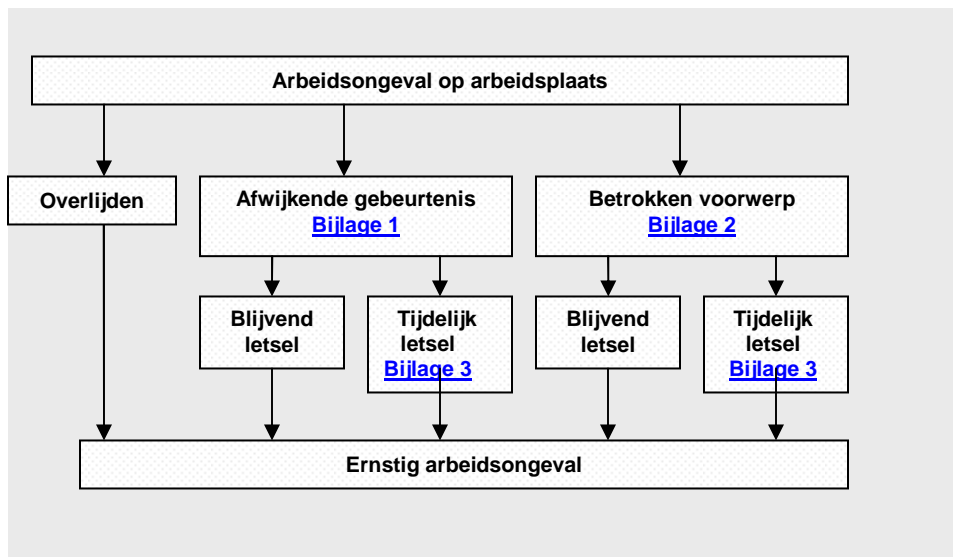 Arbeidsongeval op arbeidsplaats
Overlijden
Afwijkende gebeurtenis
Bijlage 1
Betrokken voorwerp
Bijlage 2
Blijvend
letsel
Tijdelijk
letsel
Bijlage 3
Blijvend
letsel
Tijdelijk
letsel
Bijlage 3
Ernstig arbeidsongeval